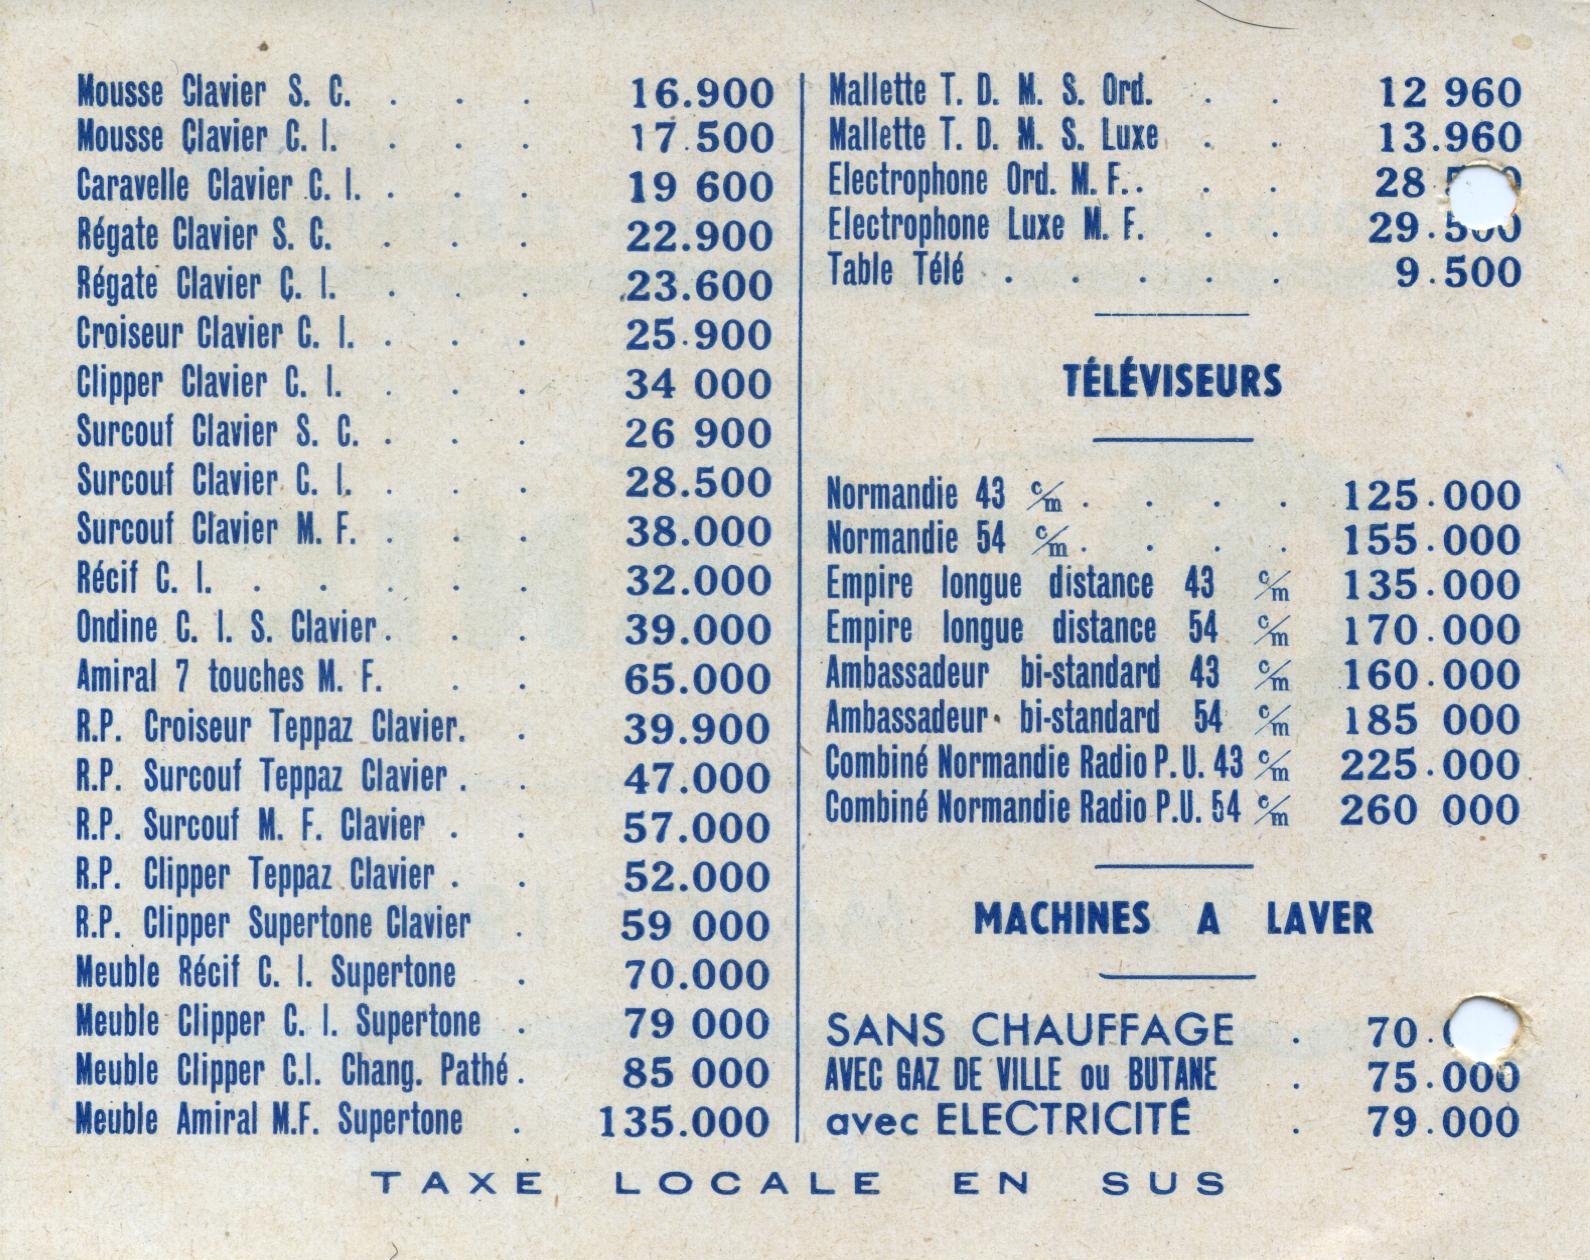 Mousse Clavier S. C. . . . 16.900
Mousse Clavier C. I. . . . 17.500
Caravelle Clavier C. I. . . . 19 600
Régate Clavier S. C. . . . 22.900
Régate Clavier C. I. . . . 23.600
Croiseur Clavier C. I. . . . 25.900
Clipper Clavier C. I. . . . 34 000
Surcouf Clavier S. C. . . . 26 900
Surcouf Clavier C. I. . . . 28.500
Surcouf Clavier M. F. . . . 38.000
Récif C. I. . . . . . 32.000
Ondine C. I. S. Clavier . . . 39.000
Amiral 7 touches M. F. . . 65.000
R.P. Croiseur Teppaz Clavier. . 39.900
R.P. Surcouf Teppaz Clavier . . 47.000
R.P. Surcouf M. F. Clavier . . 57.000
R.P. Clipper Teppaz Clavier . . 52.000
R.P. Clipper Supertone Clavier . 59 000
Meuble Récif C. I. Supertone . 70.000
Meuble Clipper C. I. Supertone . 79 000
Meuble Clipper C.I. Chang. Pathé . 85 000
Meuble Amiral M.F. Supertone . 135.000
Mallette T. D. M. S. Ord. . . 12 960
Mallette T. D. M. S. Luxe . . 13.960
Electrophone Ord. M. F. . . . 28
Electrophone Luxe M. F. . . 29.500
Table Télé . . . . . 9.500
TÉLÉVISEURS
Normandie 43 c/m . . . . 125.000
Normandie 54 c/m . . . . 155.000
Empire longue distance 43 c/m 135.000
Empire longue distance 54 c/m 170.000
Ambassadeur bi-standard 43 c/m 160.000
Ambassadeur bi-standard 54 c/m 185 000
Combiné Normandie Radio P.U. 43 c/m 225.000
Combiné Normandie Radio P.U. 54 c/m 260 000
MACHINES A LAVER
SANS CHAUFFAGE . 70.
AVEC GAZ DE VILLE ou BUTANE . 75.000
avec ELECTRICITÉ . 79.000
TAXE LOCALE EN SUS